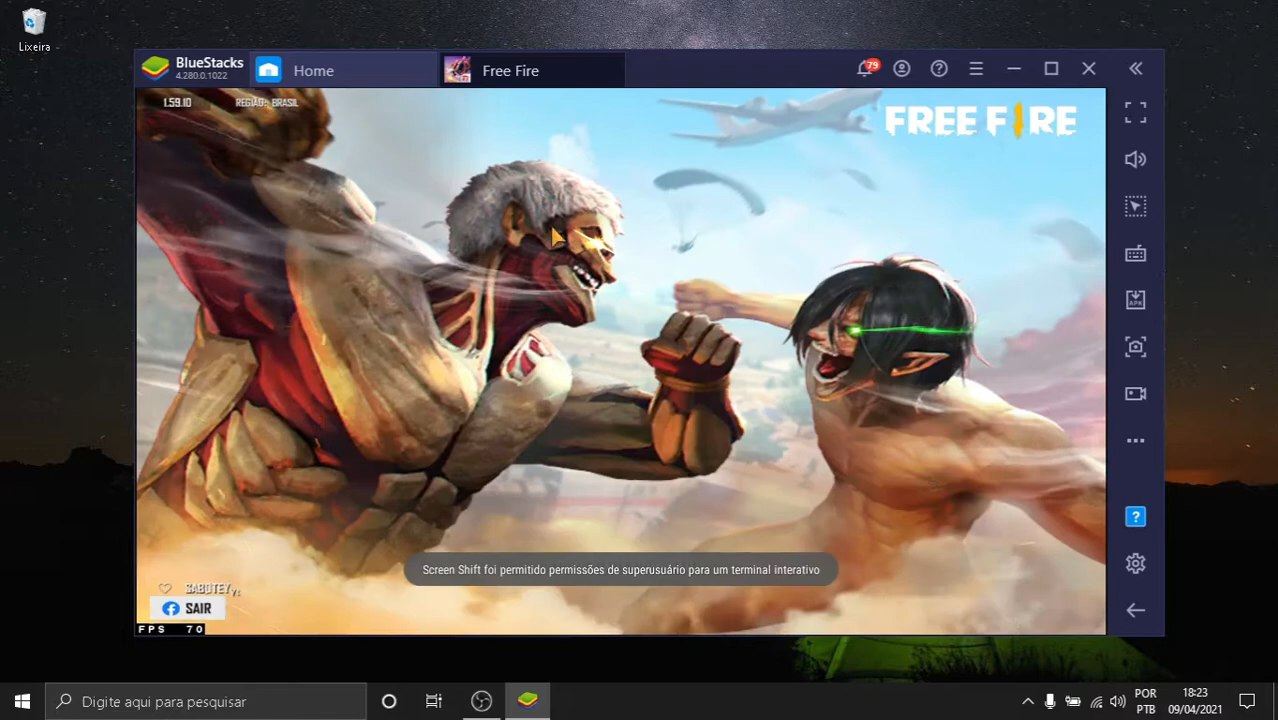 Lixeira
BlueStacks
4.280.0.1022
Home
Free Fire
79
1.59.10
REGIÃO: BRASIL
FREE FIRE
APK
Screen Shift foi permitido permissões de superusuário para um terminal interativo
SABOTEY
SAIR
FPS 70
?
Digite aqui para pesquisar
POR
PTB
18:23
09/04/2021